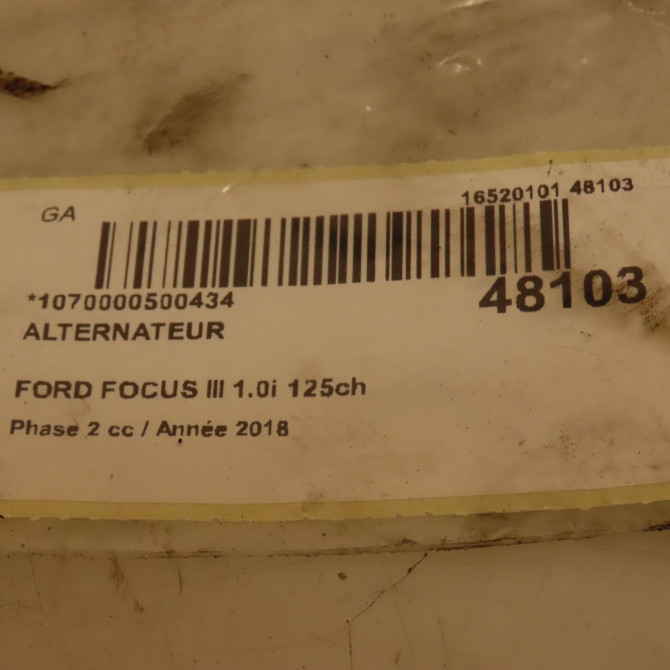 GA
16520101 48103
*1070000500434
48103
ALTERNATEUR
FORD FOCUS III 1.0i 125ch
Phase 2 cc / Année 2018